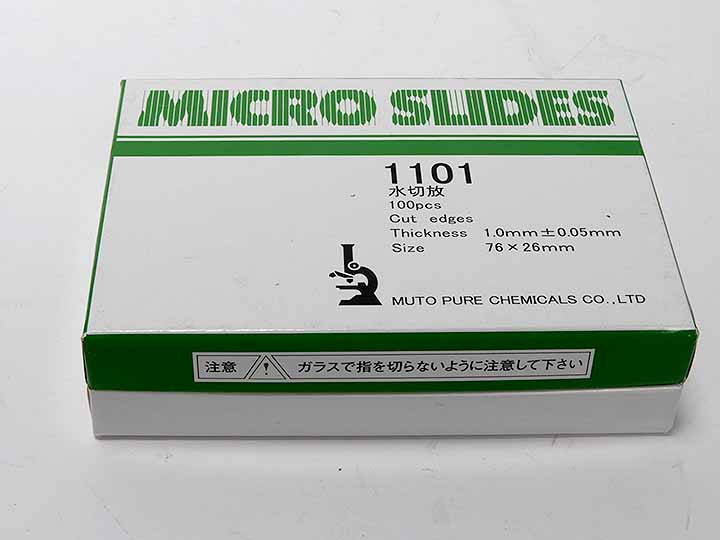 MICRO SLIDES
1101
水切放
100pcs
Cut edges
Thickness 1.0mm±0.05mm
Size 76×26mm
MUTO PURE CHEMICALS CO.,LTD
注意 ! ガラスで指を切らないように注意して下さい